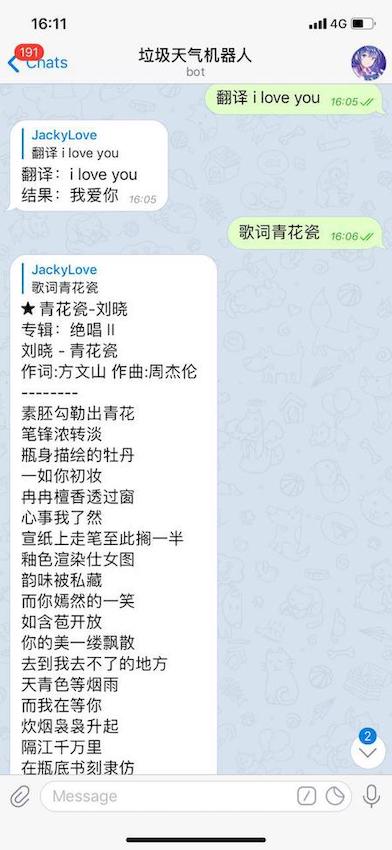 16:11
4G
191
Chats
垃圾天气机器人
bot
翻译 i love you 16:05
JackyLove
翻译 i love you
翻译：i love you
结果：我爱你 16:05
歌词青花瓷 16:06
JackyLove
歌词青花瓷
★ 青花瓷-刘晓
专辑：绝唱 II
刘晓 - 青花瓷
作词:方文山 作曲:周杰伦
--------
素胚勾勒出青花
笔锋浓转淡
瓶身描绘的牡丹
一如你初妆
冉冉檀香透过窗
心事我了然
宣纸上走笔至此搁一半
釉色渲染仕女图
韵味被私藏
而你嫣然的一笑
如含苞开放
你的美一缕飘散
去到我去不了的地方
天青色等烟雨
而我在等你
炊烟袅袅升起
隔江千万里
在瓶底书刻隶仿
2
Message